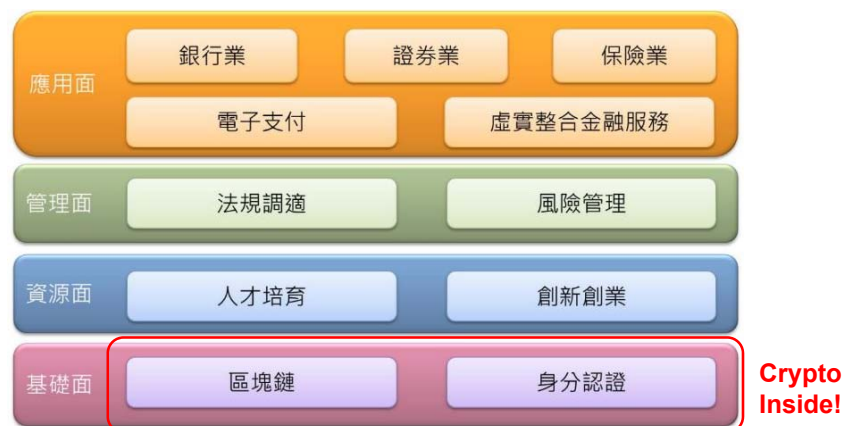 應用面
銀行業
證券業
保險業
電子支付
虛實整合金融服務
管理面
法規調適
風險管理
資源面
人才培育
創新創業
基礎面
區塊鏈
身分認證
Crypto
Inside!